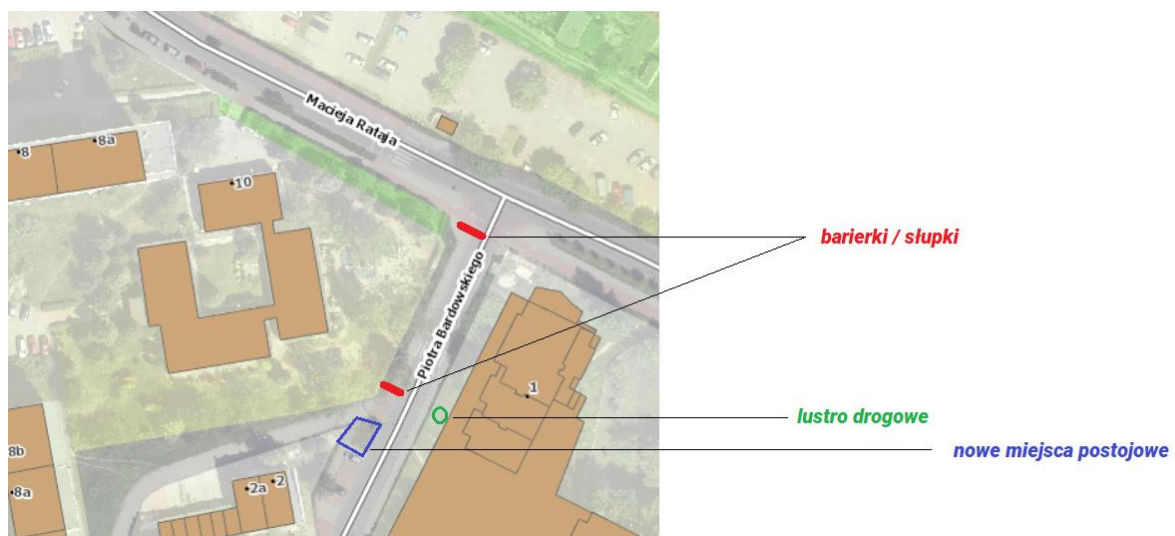 Macieja Rataja
8
8a
10
Piotra Bardowskiego
barierki / słupki
1
lustro drogowe
nowe miejsca postojowe
8b
8a
2a
2